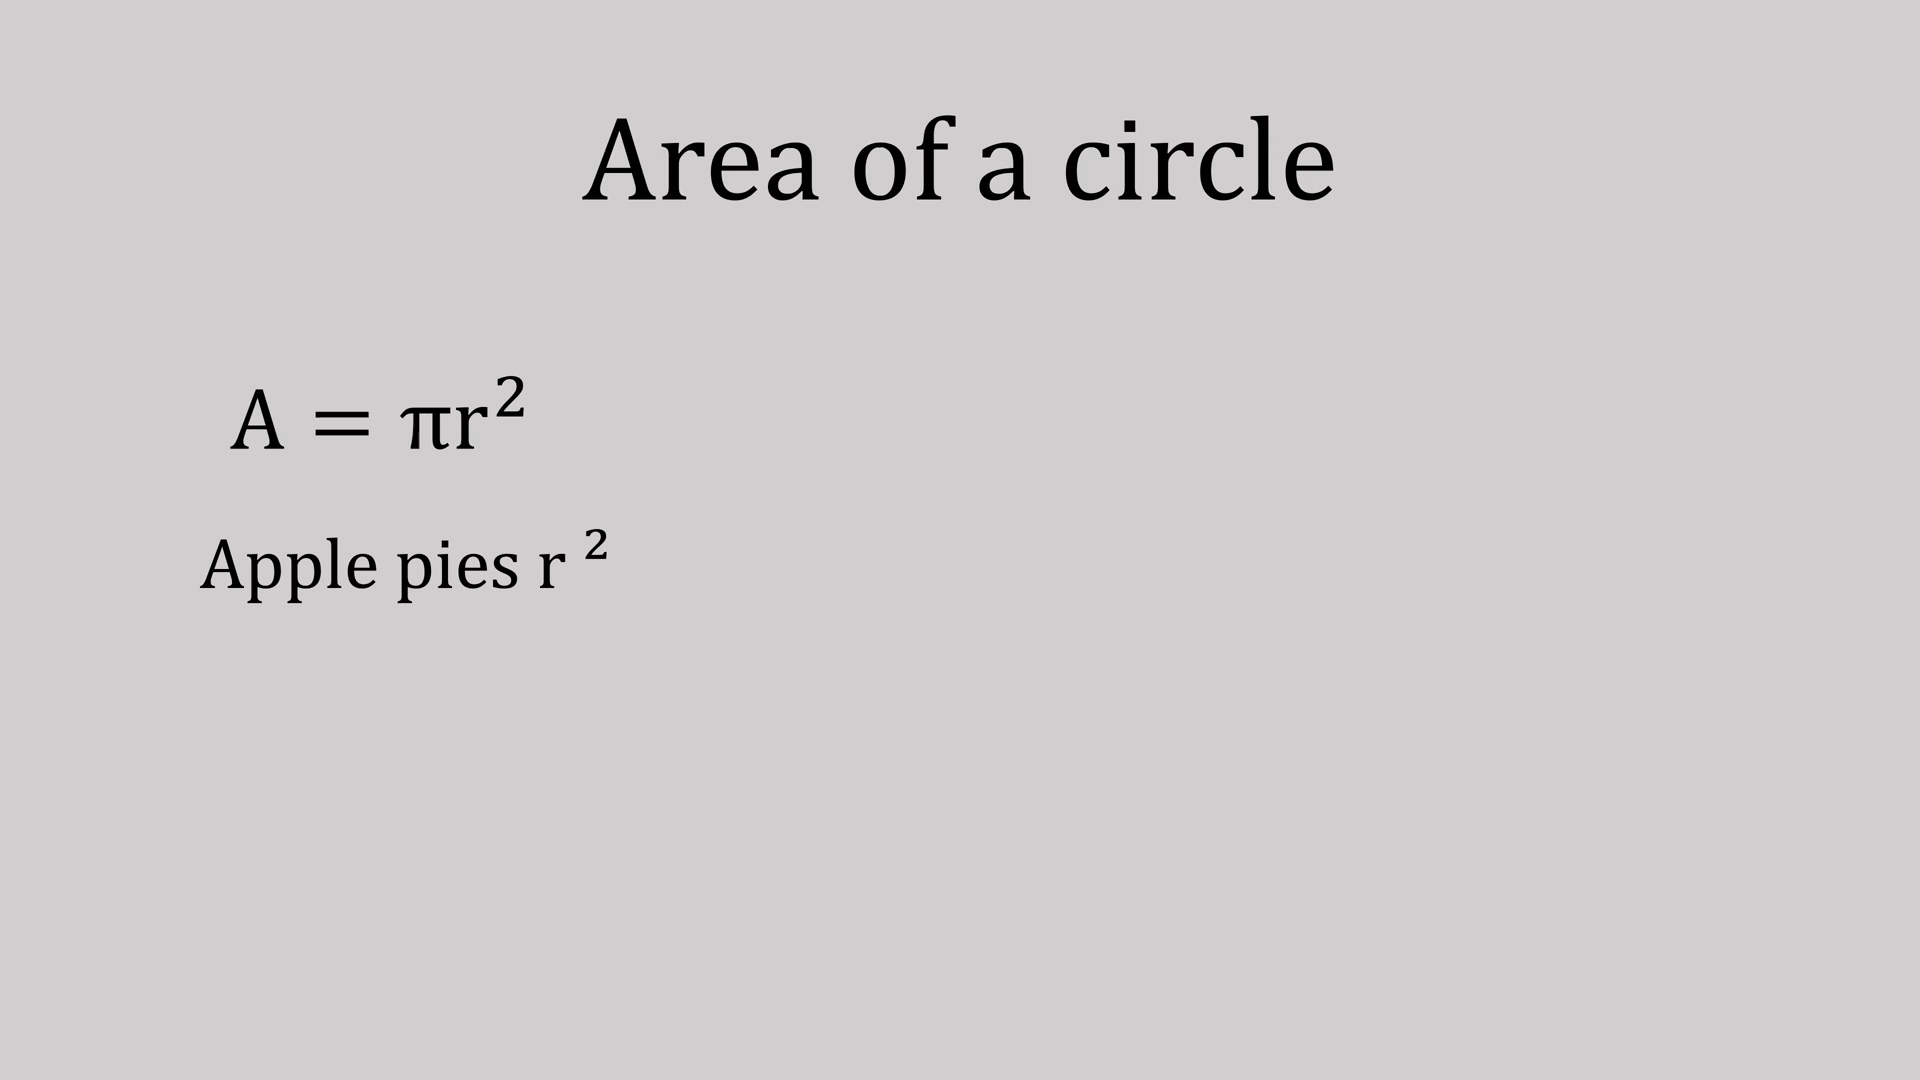 Area of a circle
A = πr²
Apple pies r ²